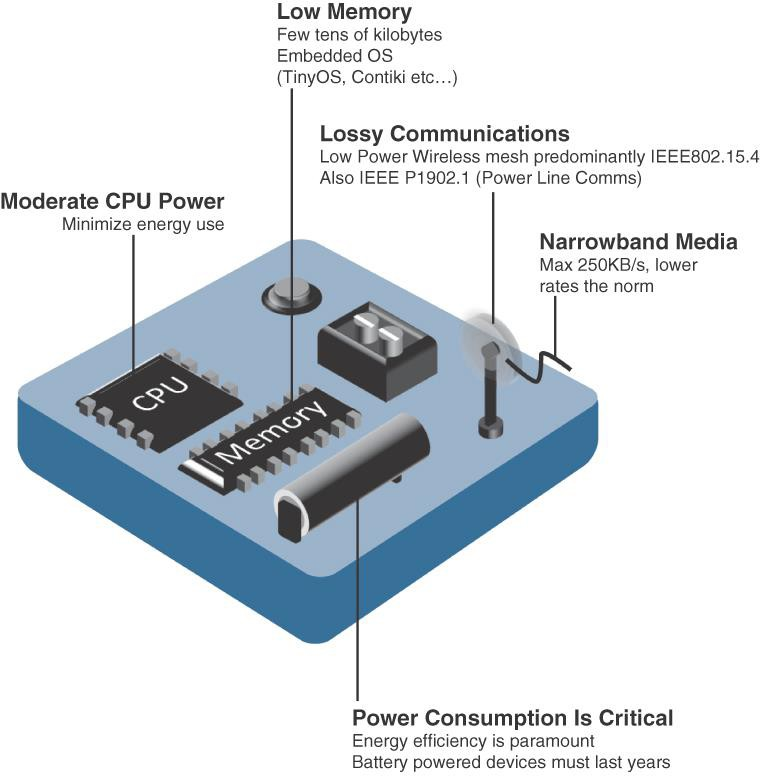 Low Memory
Few tens of kilobytes
Embedded OS
(TinyOS, Contiki etc…)
Lossy Communications
Low Power Wireless mesh predominantly IEEE802.15.4
Also IEEE P1902.1 (Power Line Comms)
Moderate CPU Power
Minimize energy use
Narrowband Media
Max 250KB/s, lower
rates the norm
CPU
Memory
Power Consumption Is Critical
Energy efficiency is paramount
Battery powered devices must last years